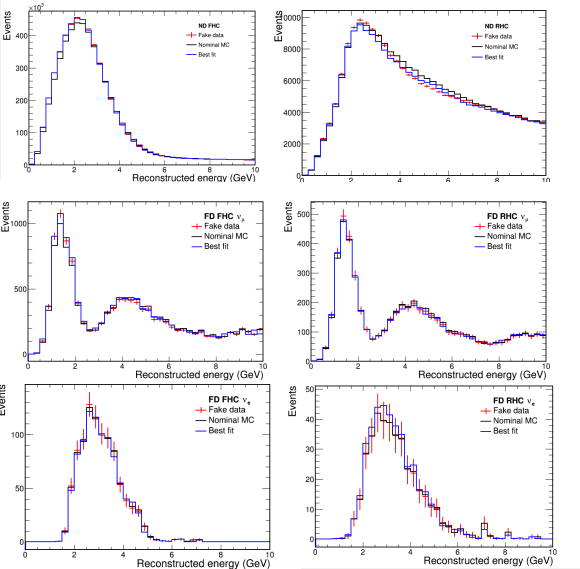 ×10³
Events
ND FHC
Fake data
Nominal MC
Best fit
400
300
200
100
0
0 2 4 6 8 10
Reconstructed energy (GeV)
Events
ND RHC
Fake data
Nominal MC
Best fit
10000
8000
6000
4000
2000
0
0 2 4 6 8 10
Reconstructed energy (GeV)
Events
FD FHC νμ
Fake data
Nominal MC
Best fit
1000
500
0
0 2 4 6 8 10
Reconstructed energy (GeV)
Events
FD RHC νμ
Fake data
Nominal MC
Best fit
500
400
300
200
100
0
0 2 4 6 8 10
Reconstructed energy (GeV)
Events
FD FHC νe
Fake data
Nominal MC
Best fit
100
50
0
0 2 4 6 8 10
Reconstructed energy (GeV)
Events
FD RHC νe
Fake data
Nominal MC
Best fit
50
40
30
20
10
0
0 2 4 6 8 10
Reconstructed energy (GeV)